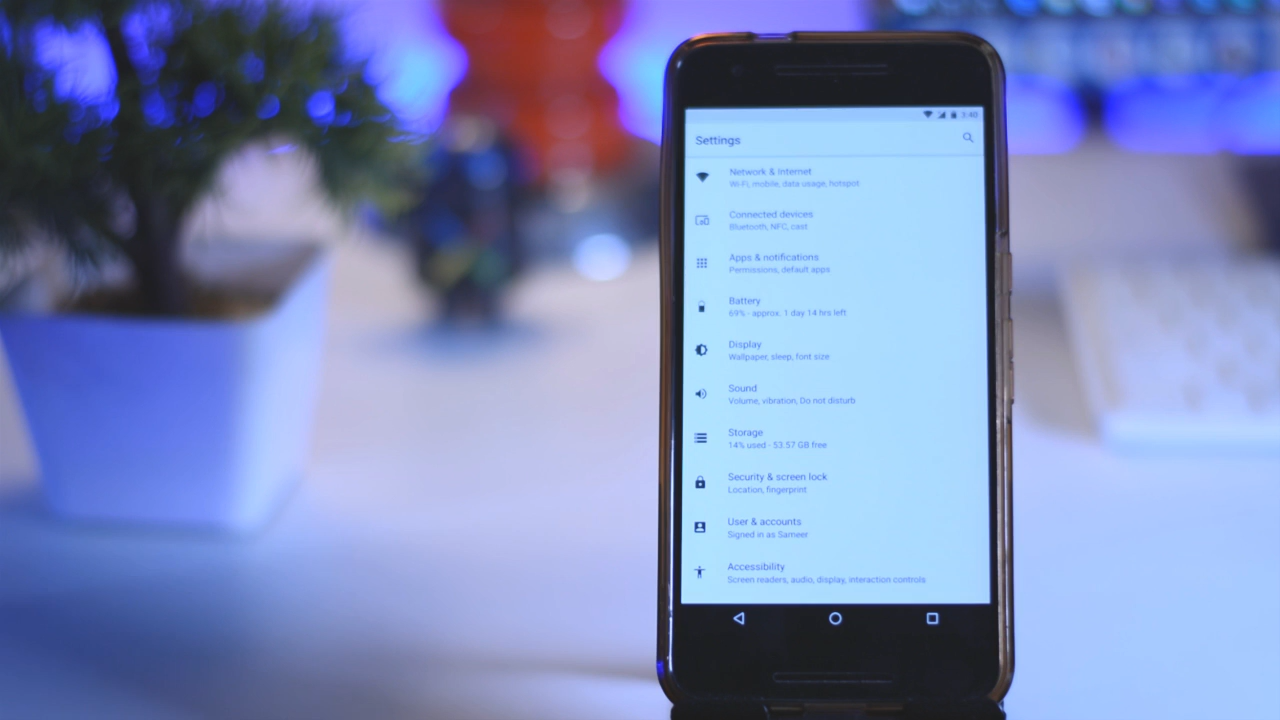 3:40
Settings
Network & Internet
Wi-Fi, mobile, data usage, hotspot
Connected devices
Bluetooth, NFC, cast
Apps & notifications
Permissions, default apps
Battery
69% - approx. 1 day 14 hrs left
Display
Wallpaper, sleep, font size
Sound
Volume, vibration, Do not disturb
Storage
14% used - 53.57 GB free
Security & screen lock
Location, fingerprint
User & accounts
Signed in as Sameer
Accessibility
Screen readers, audio, display, interaction controls